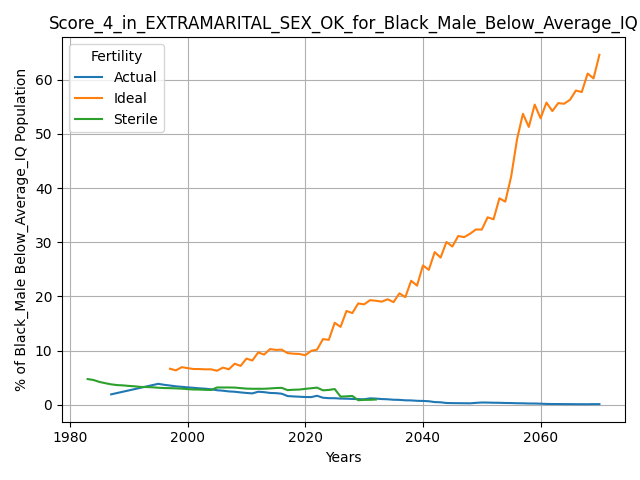 Score_4_in_EXTRAMARITAL_SEX_OK_for_Black_Male_Below_Average_IQ
Fertility
Actual
Ideal
Sterile
% of Black_Male Below_Average_IQ Population
60
50
40
30
20
10
0
1980
2000
2020
2040
2060
Years